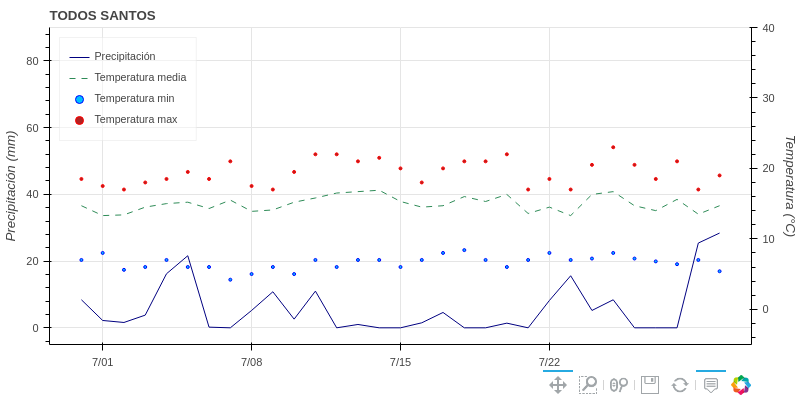 TODOS SANTOS
Precipitación
Temperatura media
Temperatura min
Temperatura max
Precipitación (mm)
80
60
40
20
0
40
30
20
10
0
Temperatura (°C)
7/01
7/08
7/15
7/22